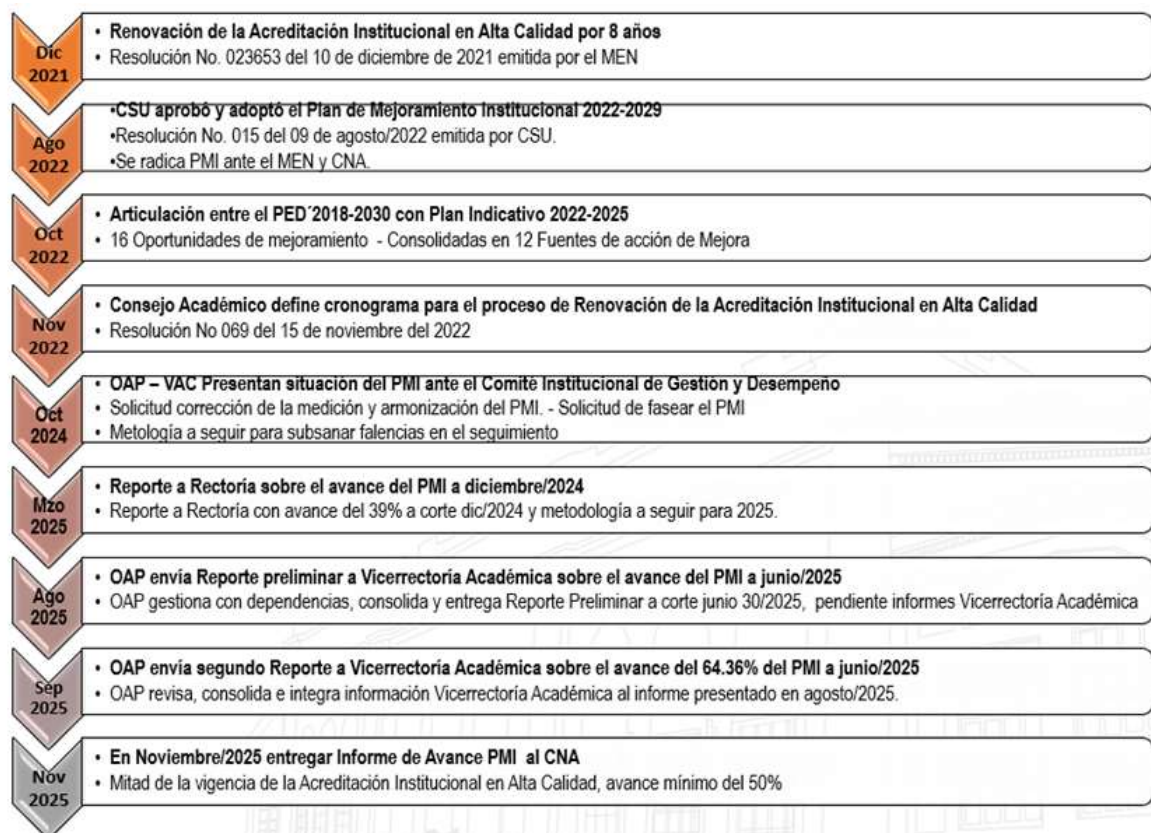 Dic
2021
• Renovación de la Acreditación Institucional en Alta Calidad por 8 años
• Resolución No. 023653 del 10 de diciembre de 2021 emitida por el MEN
Ago
2022
•CSU aprobó y adoptó el Plan de Mejoramiento Institucional 2022-2029
•Resolución No. 015 del 09 de agosto/2022 emitida por CSU.
•Se radica PMI ante el MEN y CNA.
Oct
2022
• Articulación entre el PED´2018-2030 con Plan Indicativo 2022-2025
• 16 Oportunidades de mejoramiento - Consolidadas en 12 Fuentes de acción de Mejora
Nov
2022
• Consejo Académico define cronograma para el proceso de Renovación de la Acreditación Institucional en Alta Calidad
• Resolución No 069 del 15 de noviembre del 2022
Oct
2024
• OAP – VAC Presentan situación del PMI ante el Comité Institucional de Gestión y Desempeño
• Solicitud corrección de la medición y armonización del PMI. - Solicitud de fasear el PMI
• Metología a seguir para subsanar falencias en el seguimiento
Mzo
2025
• Reporte a Rectoría sobre el avance del PMI a diciembre/2024
• Reporte a Rectoría con avance del 39% a corte dic/2024 y metodología a seguir para 2025.
Ago
2025
• OAP envía Reporte preliminar a Vicerrectoría Académica sobre el avance del PMI a junio/2025
• OAP gestiona con dependencias, consolida y entrega Reporte Preliminar a corte junio 30/2025, pendiente informes Vicerrectoría Académica
Sep
2025
• OAP envía segundo Reporte a Vicerrectoría Académica sobre el avance del 64.36% del PMI a junio/2025
• OAP revisa, consolida e integra información Vicerrectoría Académica al informe presentado en agosto/2025.
Nov
2025
• En Noviembre/2025 entregar Informe de Avance PMI al CNA
• Mitad de la vigencia de la Acreditación Institucional en Alta Calidad, avance mínimo del 50%